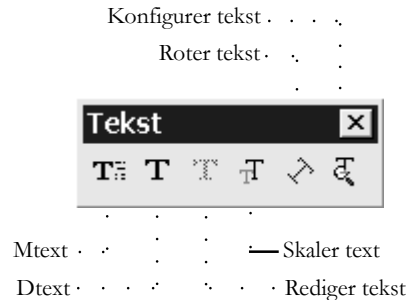 Konfigurer tekst
Roter tekst
Tekst
Mtext
Skaler text
Dtext
Rediger tekst